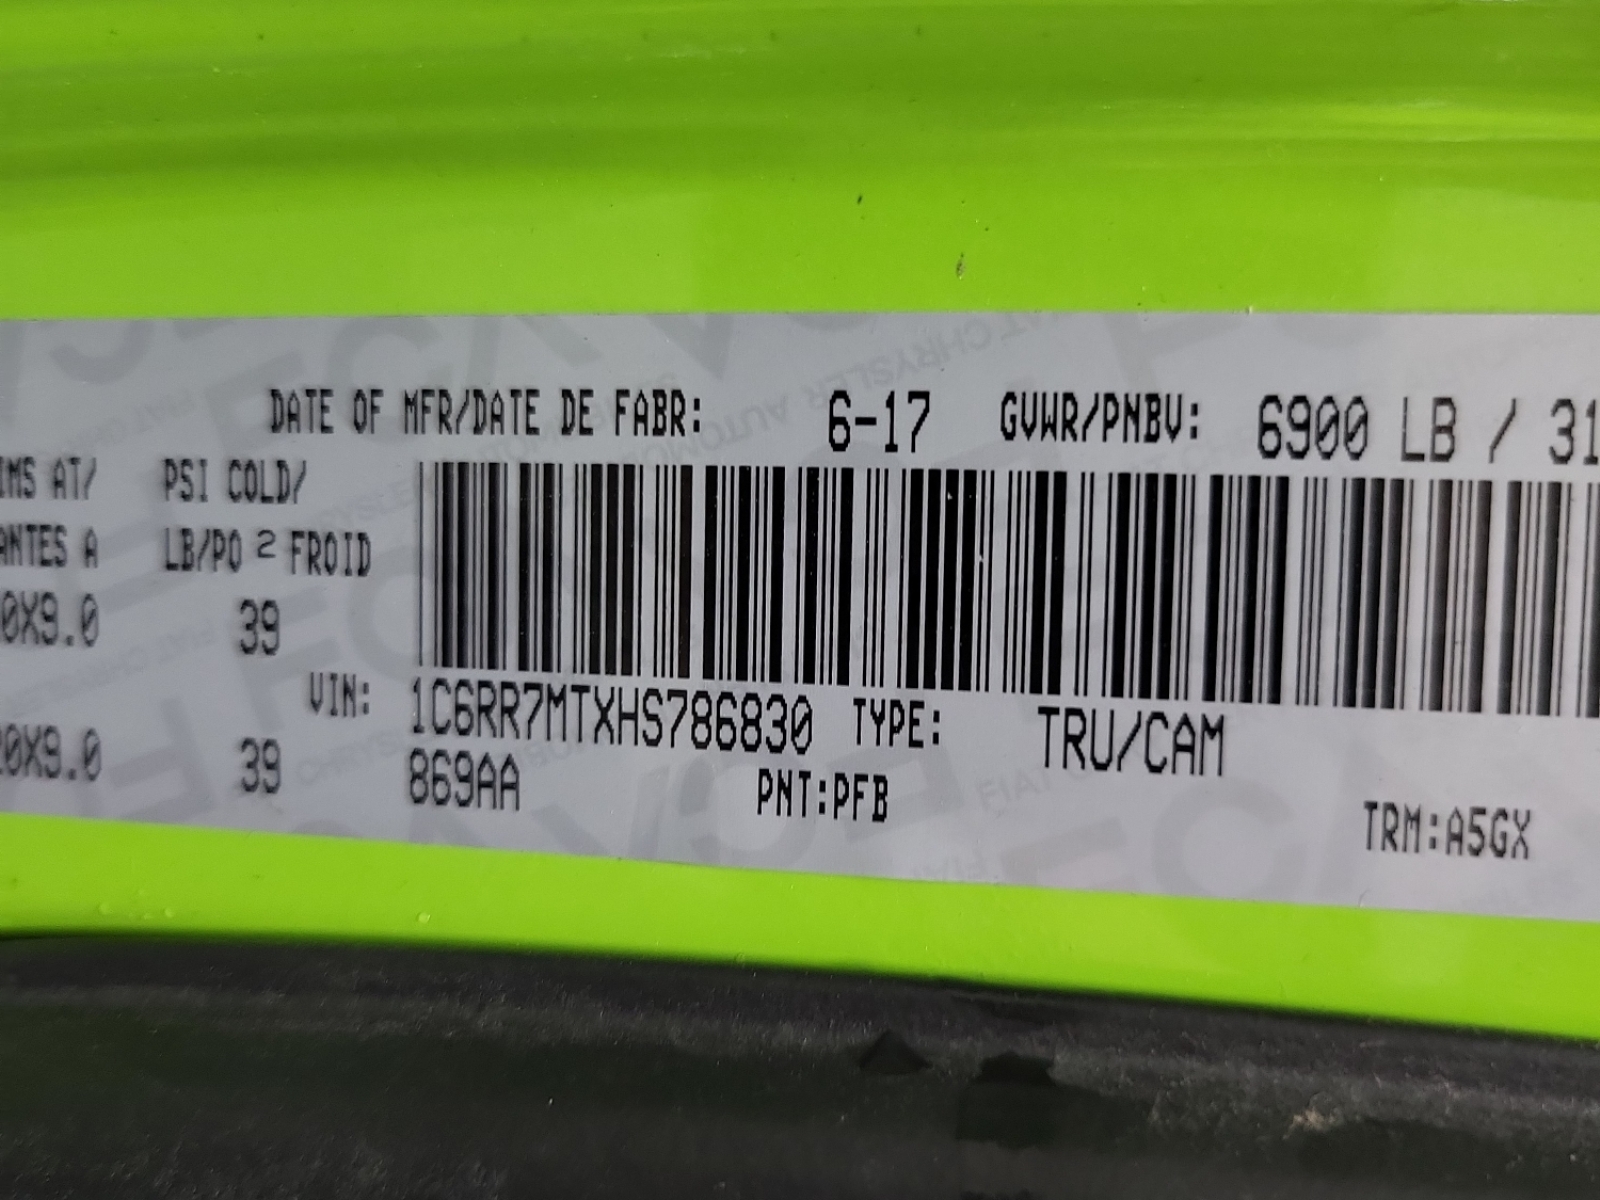 DATE OF MFR/DATE DE FABR: 6-17 GVWR/PNBV: 6900 LB / 31
IMS AT/ PSI COLD/
ANTES A LB/PO 2 FROID
0X9.0 39
VIN: 1C6RR7MTXHS786830 TYPE: TRU/CAM
20X9.0 39 869AA PNT:PFB TRM:A5GX